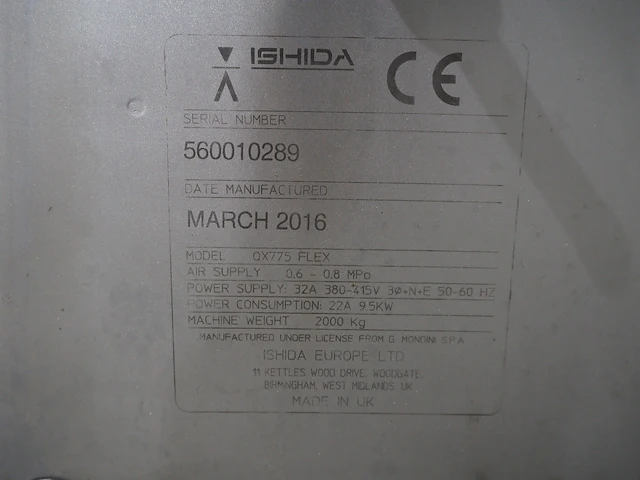 ISHIDA CE
SERIAL NUMBER
560010289
DATE MANUFACTURED
MARCH 2016
MODEL QX775 FLEX
AIR SUPPLY 0.6 - 0.8 MPa
POWER SUPPLY: 32A 380-415V 3Ø+N+E 50-60 HZ
POWER CONSUMPTION: 22A 9.5KW
MACHINE WEIGHT 2000 Kg
MANUFACTURED UNDER LICENSE FROM G. MONDINI S.P.A
ISHIDA EUROPE LTD
11 KETTLES WOOD DRIVE, WOODGATE,
BIRMINGHAM, WEST MIDLANDS UK
MADE IN UK